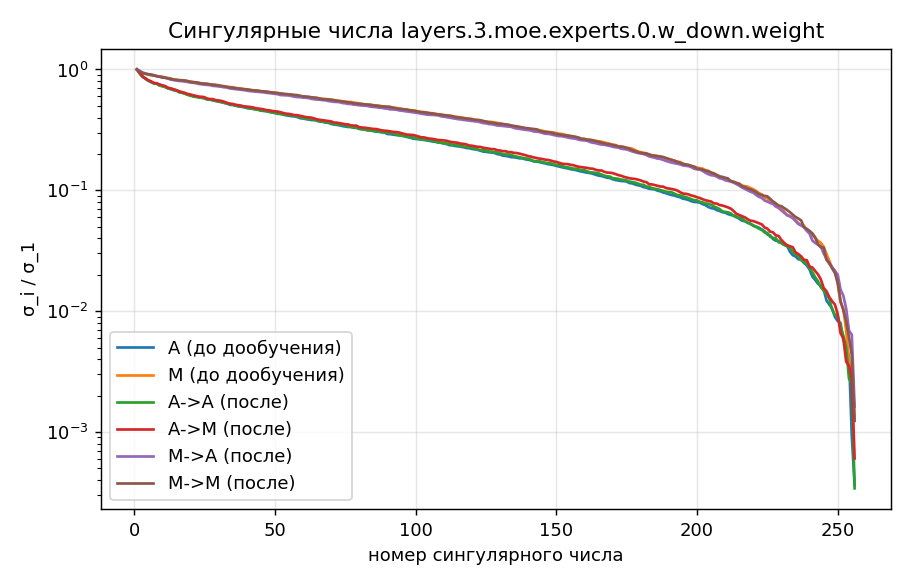 Сингулярные числа layers.3.moe.experts.0.w_down.weight
σ_i / σ_1
10⁰
10⁻¹
10⁻²
10⁻³
A (до дообучения)
M (до дообучения)
A->A (после)
A->M (после)
M->A (после)
M->M (после)
0 50 100 150 200 250
номер сингулярного числа